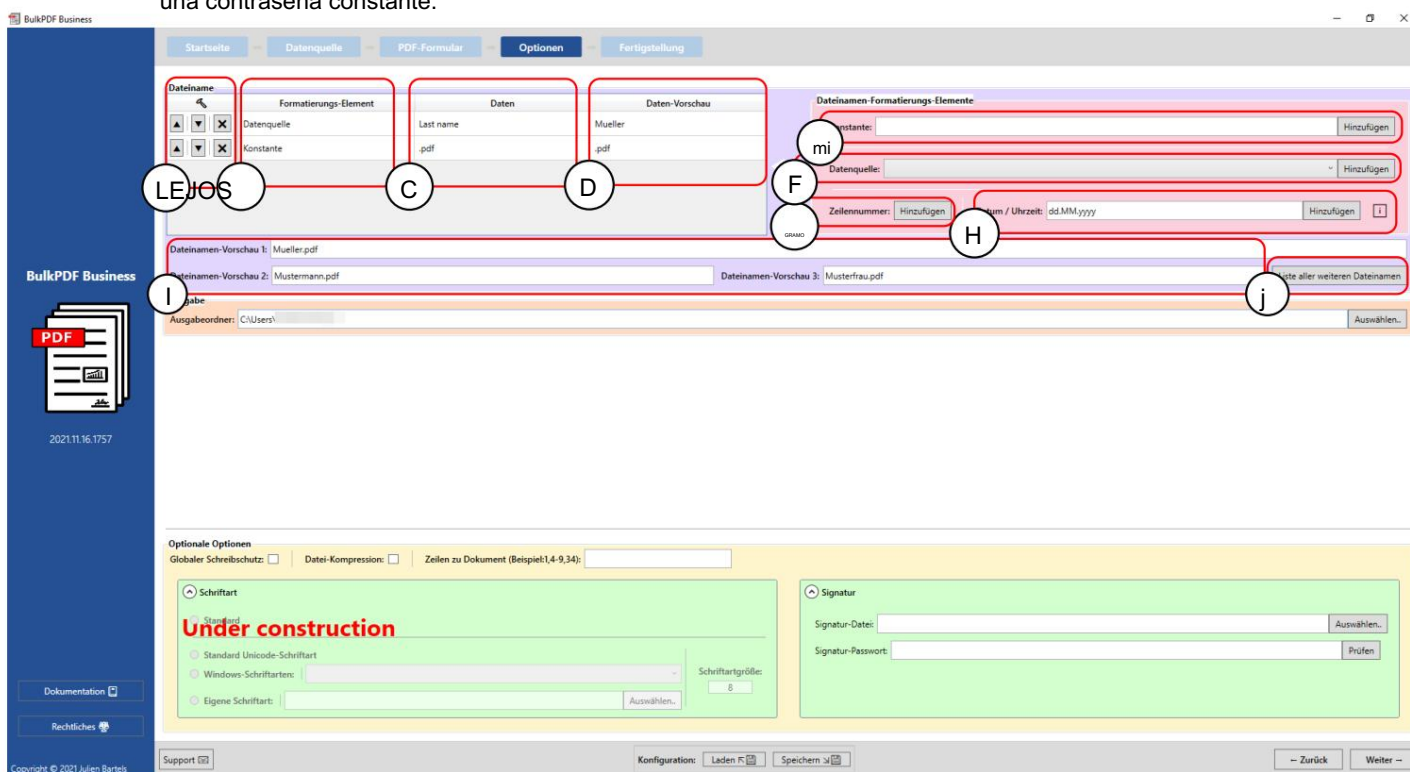 una contraseña constante.
BulkPDF Business
Startseite Datenquelle PDF-Formular Optionen Fertigstellung
Dateiname
Formatierungs-Element Daten Daten-Vorschau
Datenquelle Last name Mueller
Konstante .pdf .pdf
LEJOS C D
Dateinamen-Formatierungs-Elemente
Konstante: Hinzufügen
mi
Datenquelle: Hinzufügen
F
Zeilennummer: Hinzufügen Datum / Uhrzeit: dd.MM.yyyy Hinzufügen i
GRAMO H
Dateinamen-Vorschau 1: Mueller.pdf
Dateinamen-Vorschau 2: Mustermann.pdf Dateinamen-Vorschau 3: Musterfrau.pdf Liste aller weiteren Dateinamen
I j
Ausgabe
Ausgabeordner: C:\Users\ Auswählen..
BulkPDF Business
PDF
2021.11.16.1757
Optionale Optionen
Globaler Schreibschutz: Datei-Kompression: Zeilen zu Dokument (Beispiel:1,4-9,34):
Schriftart
Standard
Under construction
Standard Unicode-Schriftart
Windows-Schriftarten:
Eigene Schriftart: Auswählen..
Schriftartgröße:
8
Signatur
Signatur-Datei: Auswählen..
Signatur-Passwort: Prüfen
Dokumentation
Rechtliches
Copyright © 2021 Julien Bartels
Support Konfiguration: Laden Speichern Zurück Weiter